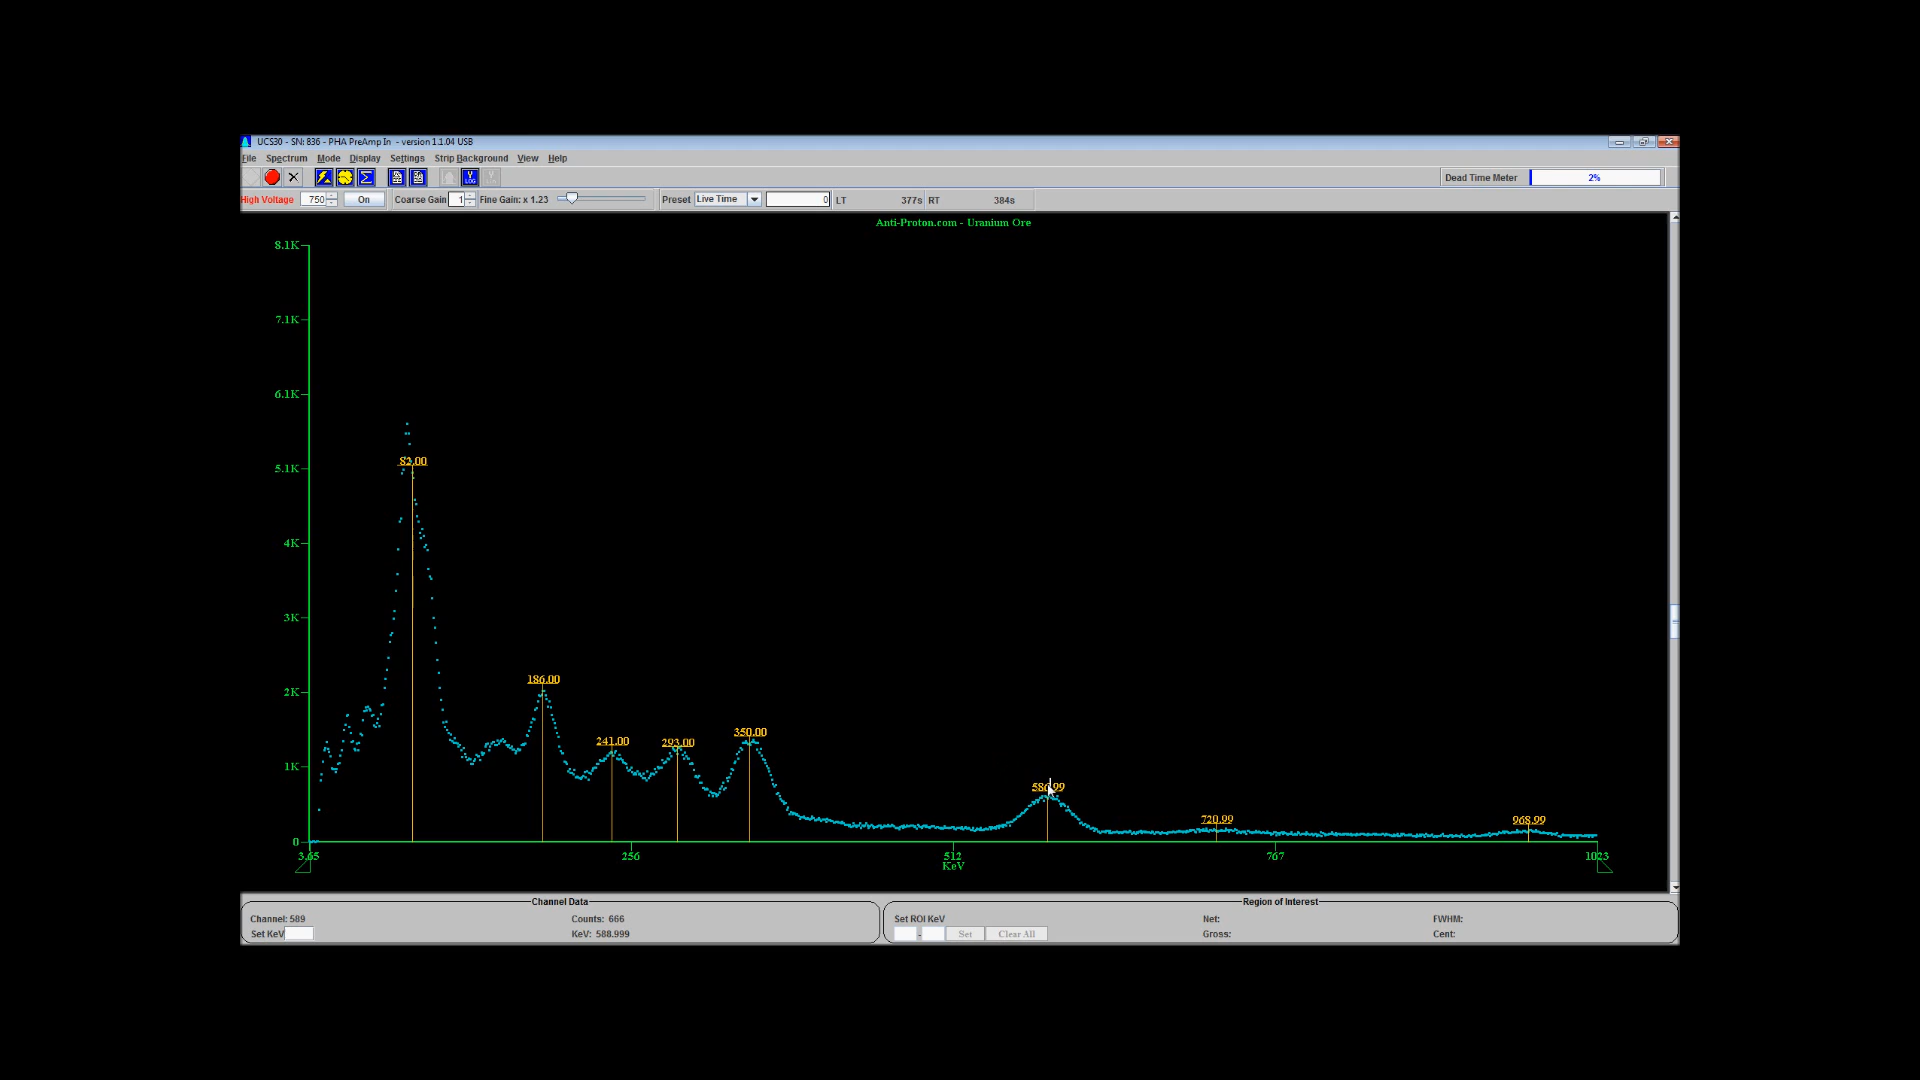 UCS30 - SN: 836 - PHA PreAmp In - version 1.1.04 USB
File Spectrum Mode Display Settings Strip Background View Help
Dead Time Meter 2%
High Voltage 750 On Coarse Gain 1 Fine Gain: x 1.23 Preset Live Time 0 LT 377s RT 384s
Anti-Proton.com - Uranium Ore
8.1K
7.1K
6.1K
5.1K
4K
3K
2K
1K
0
82.00
186.00
241.00
293.00
350.00
586.99
720.99
968.99
3.65 256 512 767 1023
KeV
Channel Data
Channel: 589 Counts: 666
Set KeV KeV: 588.999
Region of Interest
Set ROI KeV Net: FWHM:
- Set Clear All Gross: Cent: